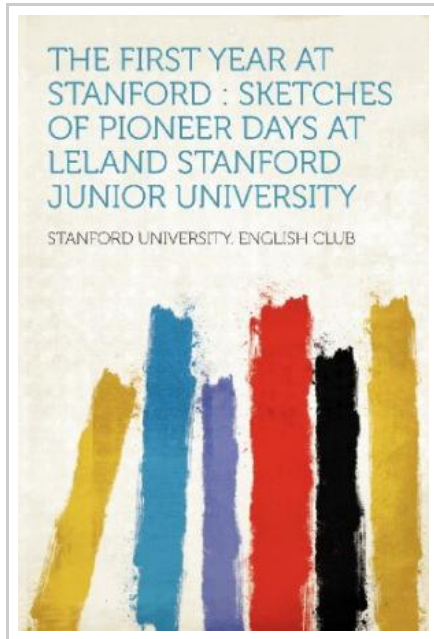 THE FIRST YEAR AT
STANFORD : SKETCHES
OF PIONEER DAYS AT
LELAND STANFORD
JUNIOR UNIVERSITY
STANFORD UNIVERSITY. ENGLISH CLUB